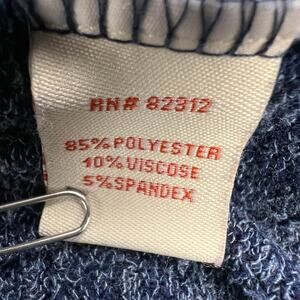 RN# 82312
85% POLYESTER
10% VISCOSE
5% SPANDEX